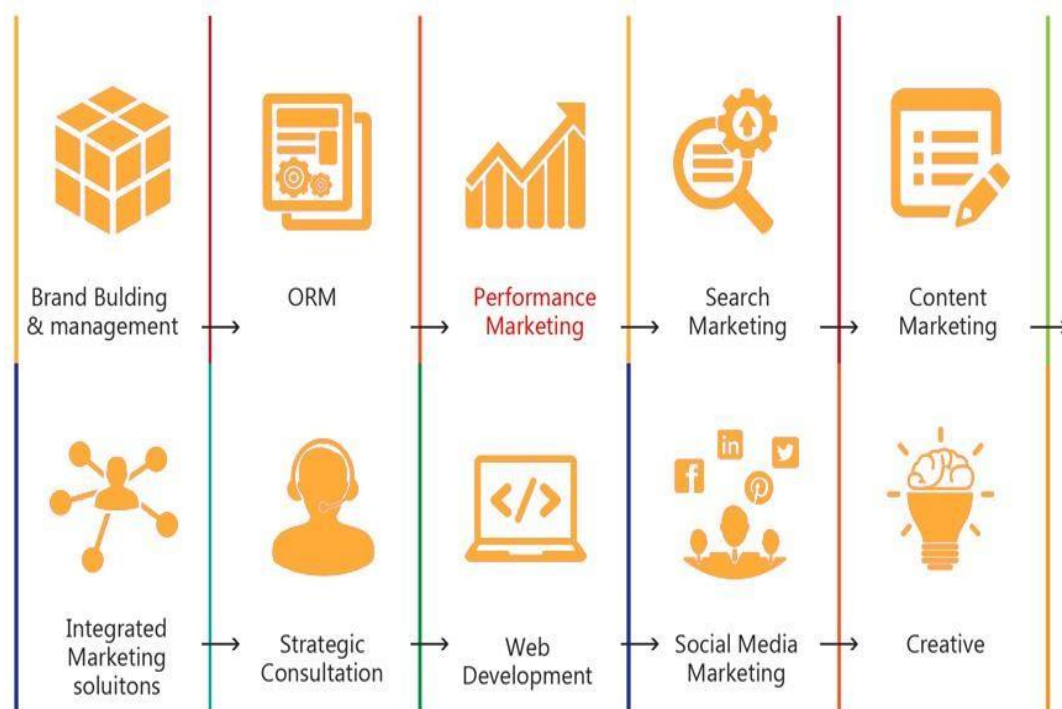 Brand Bulding
& management
ORM
Performance
Marketing
Search
Marketing
Content
Marketing
Integrated
Marketing
soluitons
Strategic
Consultation
Web
Development
f
in
Social Media
Marketing
Creative